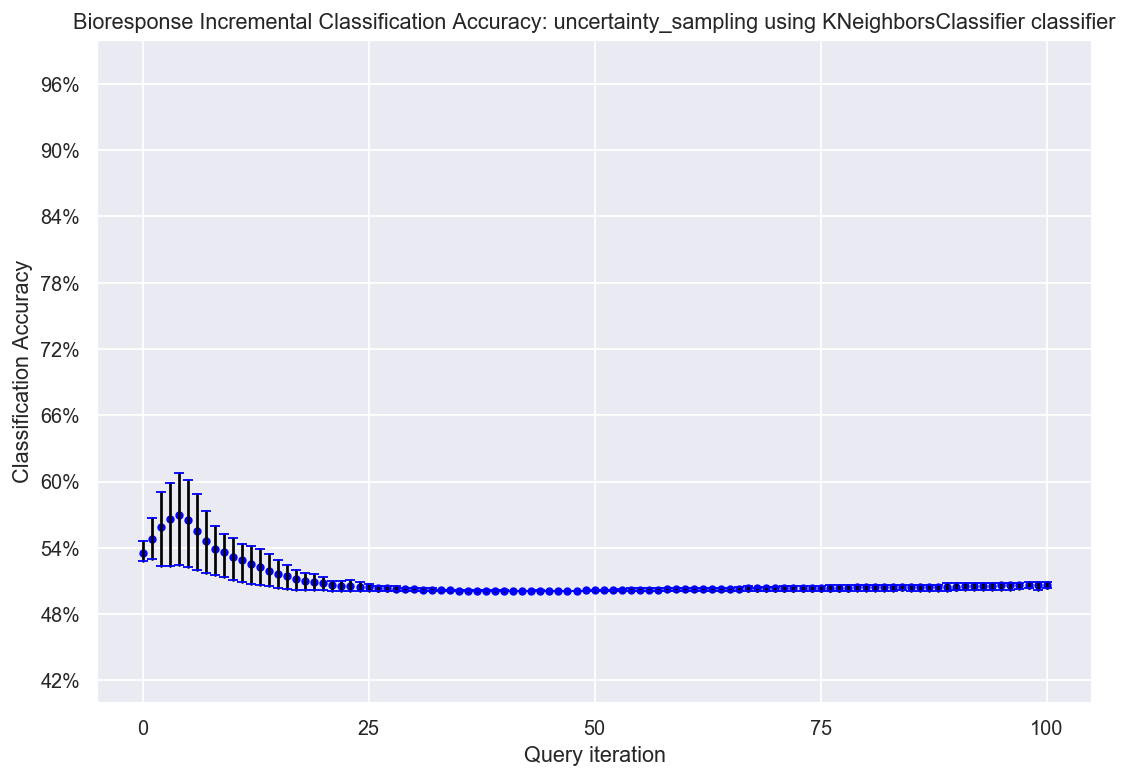 Bioresponse Incremental Classification Accuracy: uncertainty_sampling using KNeighborsClassifier classifier
96%
90%
84%
78%
72%
66%
60%
54%
48%
42%
Classification Accuracy
0 25 50 75 100
Query iteration